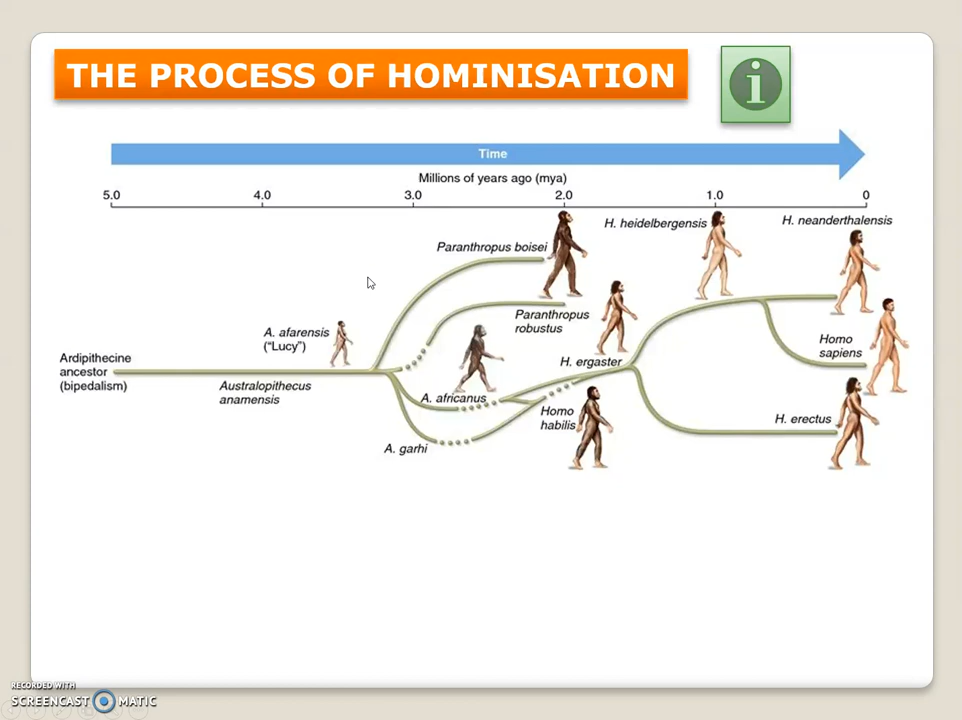 THE PROCESS OF HOMINISATION
i
Time
Millions of years ago (mya)
5.0 4.0 3.0 2.0 1.0 0
H. heidelbergensis
H. neanderthalensis
Paranthropus boisei
Paranthropus
robustus
A. afarensis
("Lucy")
Homo
sapiens
Ardipithecine
ancestor
(bipedalism)
H. ergaster
Australopithecus
anamensis
A. africanus
Homo
habilis
H. erectus
A. garhi
RECORDED WITH
SCREENCAST MATIC